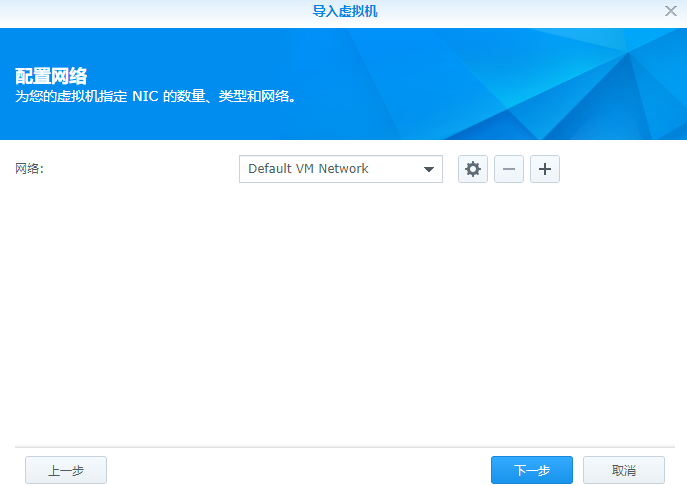 导入虚拟机
配置网络
为您的虚拟机指定 NIC 的数量、类型和网络。
网络:
Default VM Network
上一步
下一步
取消